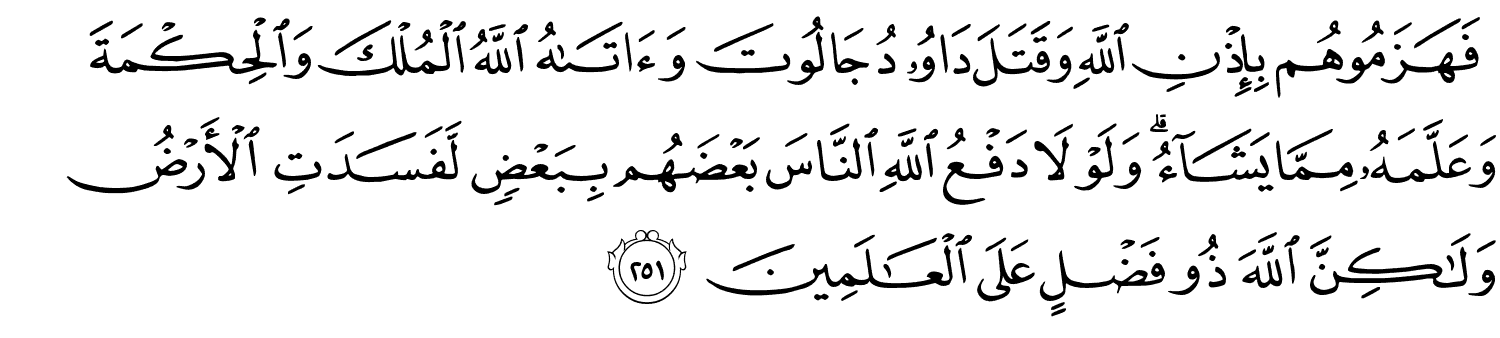 فَهَزَمُوهُم بِإِذْنِ ٱللَّهِ وَقَتَلَ دَاوُۥدُ جَالُوتَ وَءَاتَىٰهُ ٱللَّهُ ٱلْمُلْكَ وَٱلْحِكْمَةَ
وَعَلَّمَهُۥ مِمَّا يَشَآءُ ۗ وَلَوْلَا دَفْعُ ٱللَّهِ ٱلنَّاسَ بَعْضَهُم بِبَعْضٍ لَّفَسَدَتِ ٱلْأَرْضُ
وَلَـٰكِنَّ ٱللَّهَ ذُو فَضْلٍ عَلَى ٱلْعَـٰلَمِينَ ٢٥١